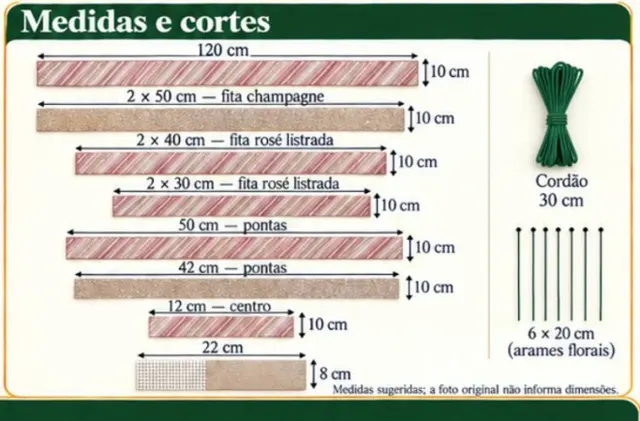 Medidas e cortes
120 cm
10 cm
2 × 50 cm — fita champagne
10 cm
2 × 40 cm — fita rosé listrada
10 cm
2 × 30 cm — fita rosé listrada
10 cm
50 cm — pontas
10 cm
42 cm — pontas
10 cm
12 cm — centro
10 cm
22 cm
8 cm
Cordão
30 cm
6 × 20 cm
(arames florais)
Medidas sugeridas; a foto original não informa dimensões.